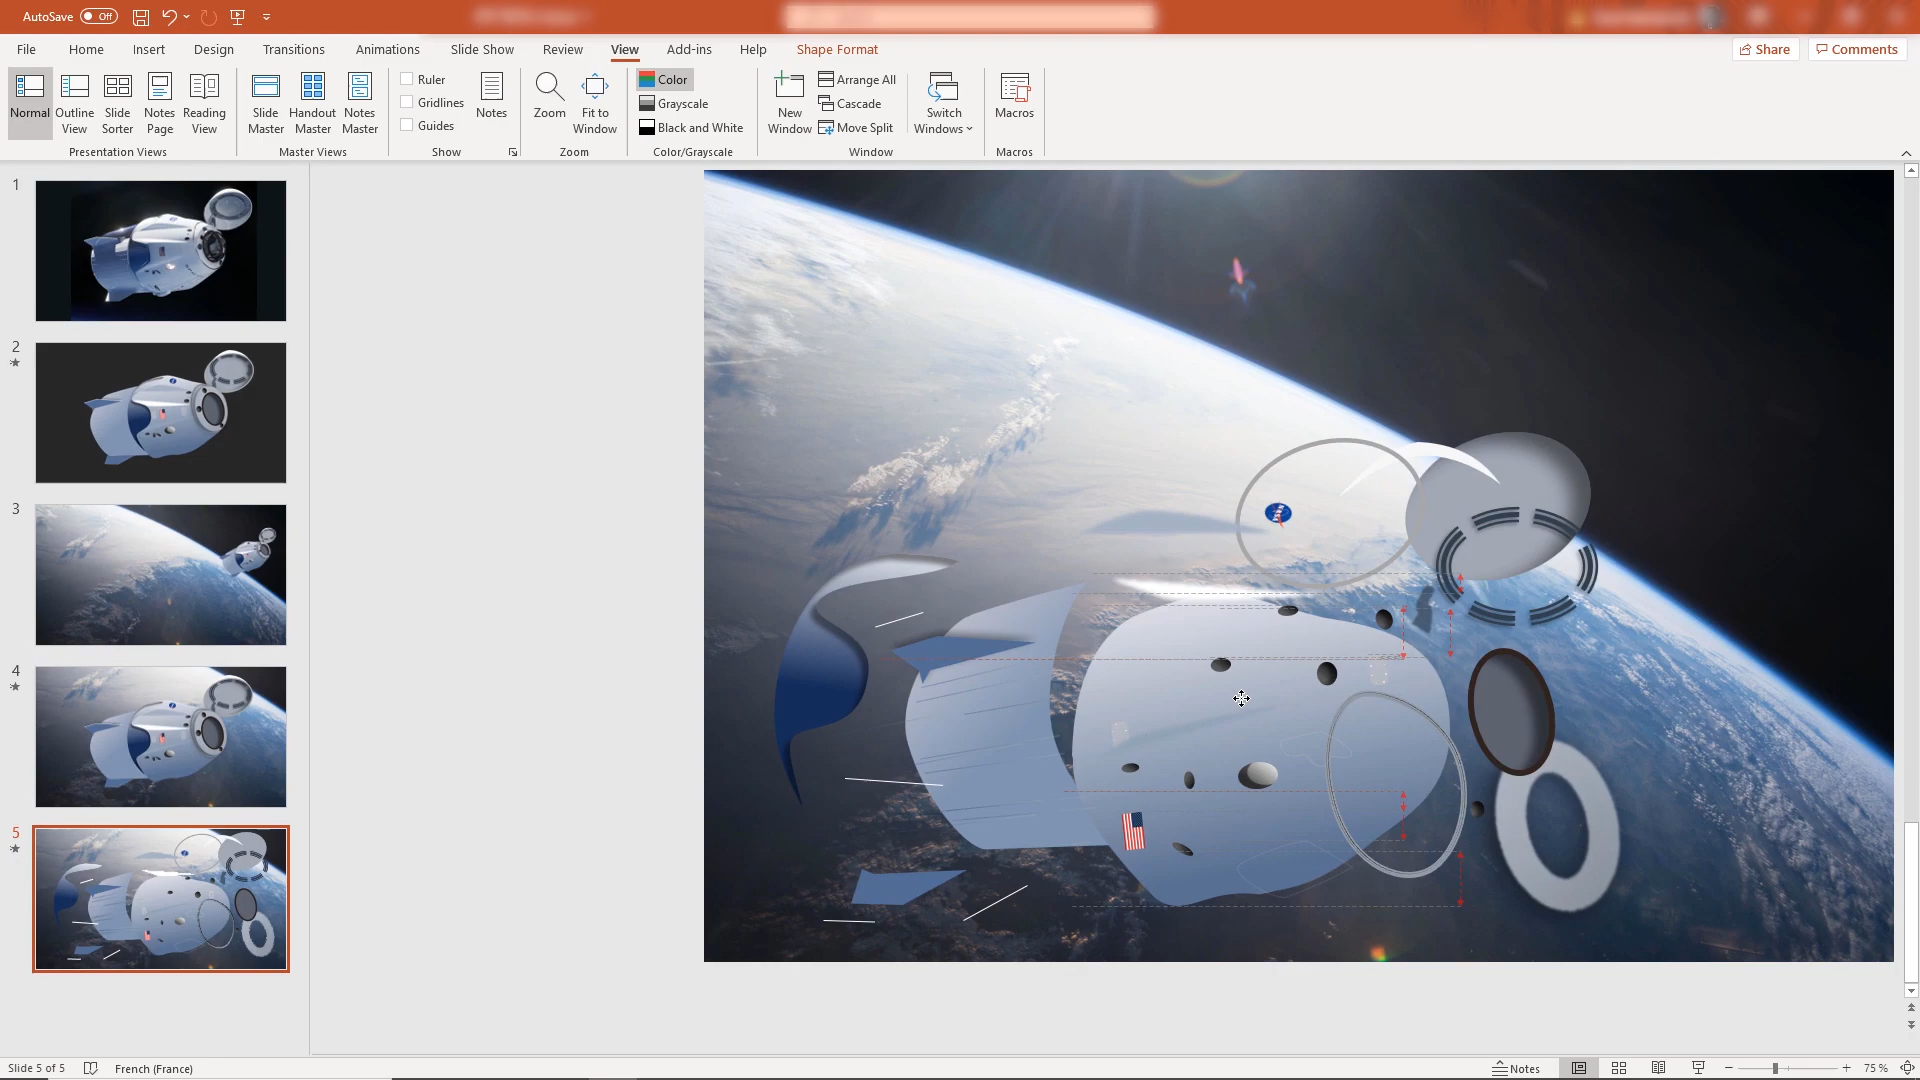 AutoSave Off
File Home Insert Design Transitions Animations Slide Show Review View Add-ins Help Shape Format Share Comments
Normal Outline View Slide Sorter Notes Page Reading View
Presentation Views
Slide Master Handout Master Notes Master
Master Views
Ruler
Gridlines
Guides
Notes
Show
Zoom Fit to Window
Zoom
Color
Grayscale
Black and White
Color/Grayscale
New Window
Arrange All
Cascade
Move Split
Switch Windows
Window
Macros
Macros
1
2
3
4
5
Slide 5 of 5 French (France) Notes 75 %